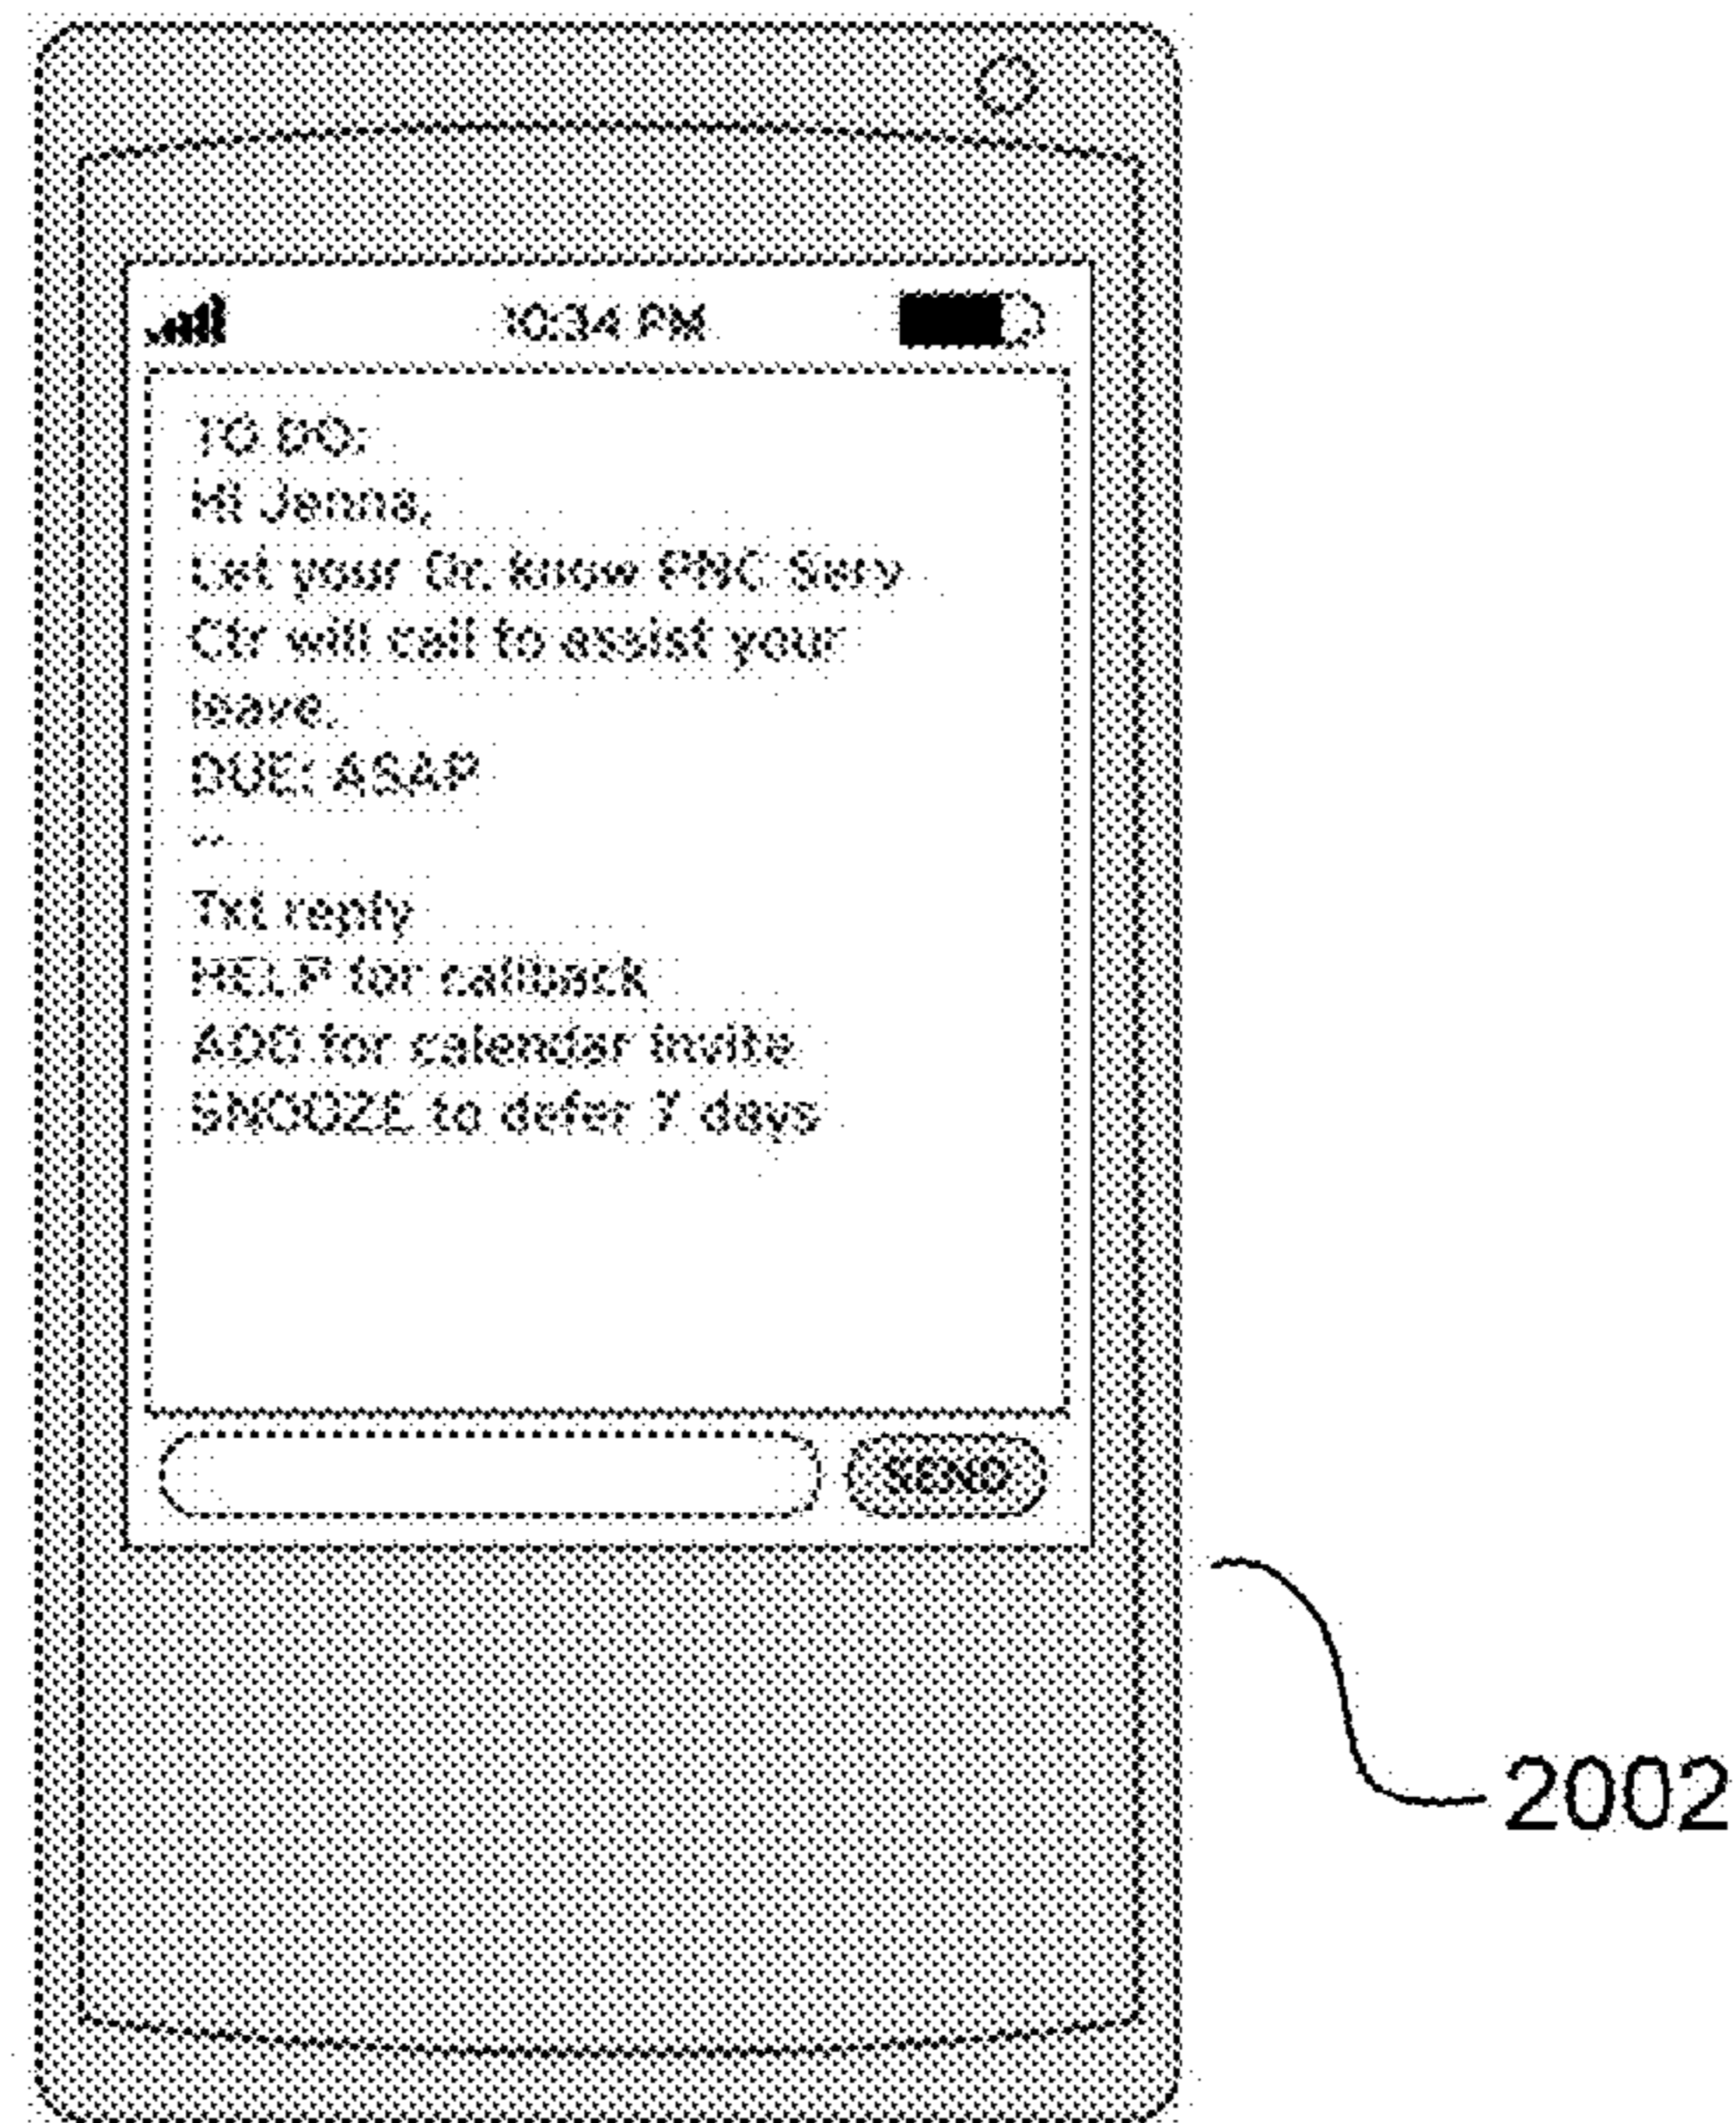 10:34 PM
TO DO:
Hi Jenna,
Let your Dr. know PNC Serv
Ctr will call to assist your
leave.
DUE: ASAP
--
Txt reply
HELP for callback
ADD for calendar invite
SNOOZE to defer 7 days
SEND
2002